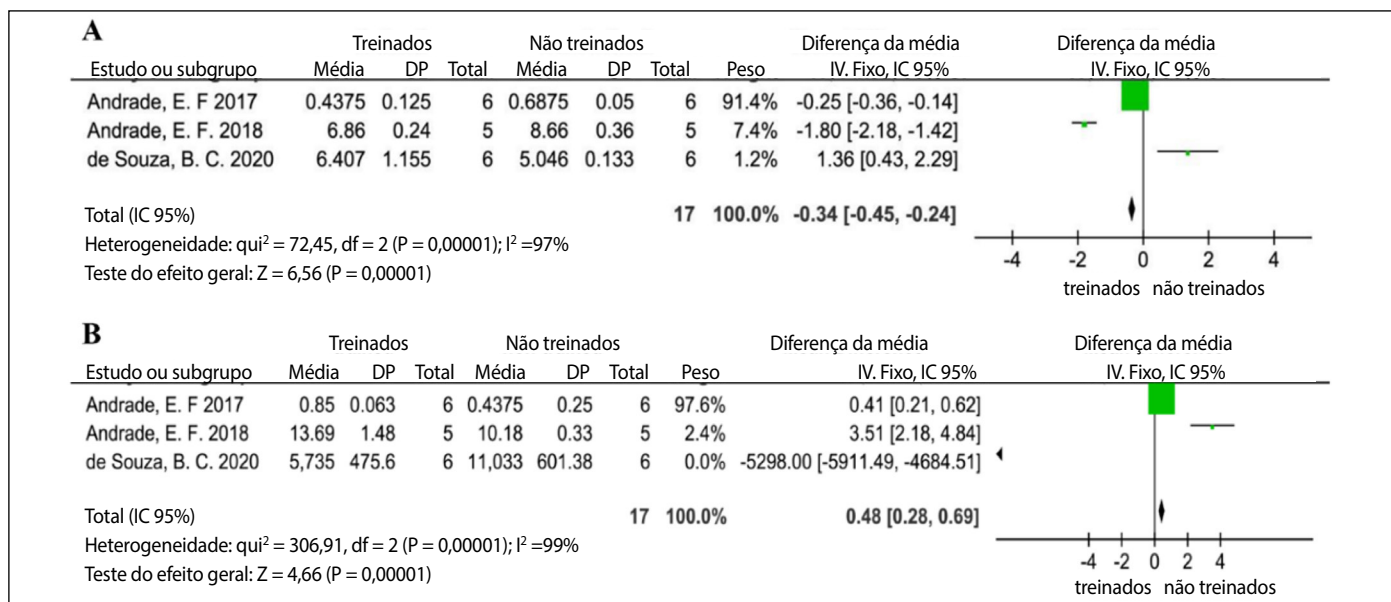 A
Treinados Não treinados Diferença da média Diferença da média
Estudo ou subgrupo Média DP Total Média DP Total Peso IV. Fixo, IC 95% IV. Fixo, IC 95%
Andrade, E. F 2017 0.4375 0.125 6 0.6875 0.05 6 91.4% -0.25 [-0.36, -0.14]
Andrade, E. F. 2018 6.86 0.24 5 8.66 0.36 5 7.4% -1.80 [-2.18, -1.42]
de Souza, B. C. 2020 6.407 1.155 6 5.046 0.133 6 1.2% 1.36 [0.43, 2.29]
Total (IC 95%) 17 100.0% -0.34 [-0.45, -0.24]
Heterogeneidade: qui² = 72,45, df = 2 (P = 0,00001); I² =97%
Teste do efeito geral: Z = 6,56 (P = 0,00001)
-4 -2 0 2 4
treinados não treinados
B
Treinados Não treinados Diferença da média Diferença da média
Estudo ou subgrupo Média DP Total Média DP Total Peso IV. Fixo, IC 95% IV. Fixo, IC 95%
Andrade, E. F 2017 0.85 0.063 6 0.4375 0.25 6 97.6% 0.41 [0.21, 0.62]
Andrade, E. F. 2018 13.69 1.48 5 10.18 0.33 5 2.4% 3.51 [2.18, 4.84]
de Souza, B. C. 2020 5,735 475.6 6 11,033 601.38 6 0.0% -5298.00 [-5911.49, -4684.51]
Total (IC 95%) 17 100.0% 0.48 [0.28, 0.69]
Heterogeneidade: qui² = 306,91, df = 2 (P = 0,00001); I² =99%
Teste do efeito geral: Z = 4,66 (P = 0,00001)
-4 -2 0 2 4
treinados não treinados